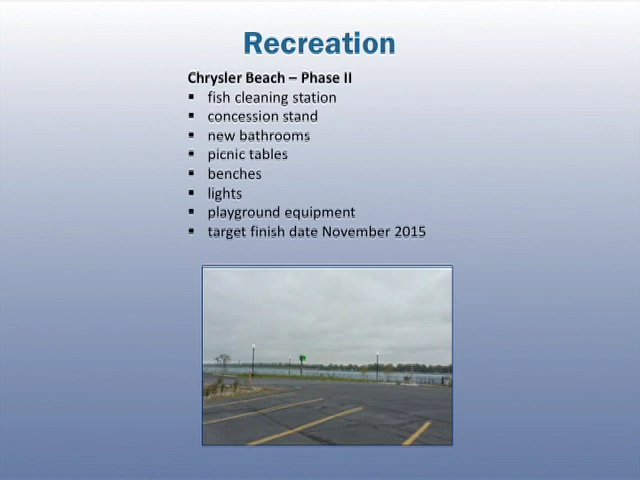 Recreation
Chrysler Beach – Phase II
▪ fish cleaning station
▪ concession stand
▪ new bathrooms
▪ picnic tables
▪ benches
▪ lights
▪ playground equipment
▪ target finish date November 2015